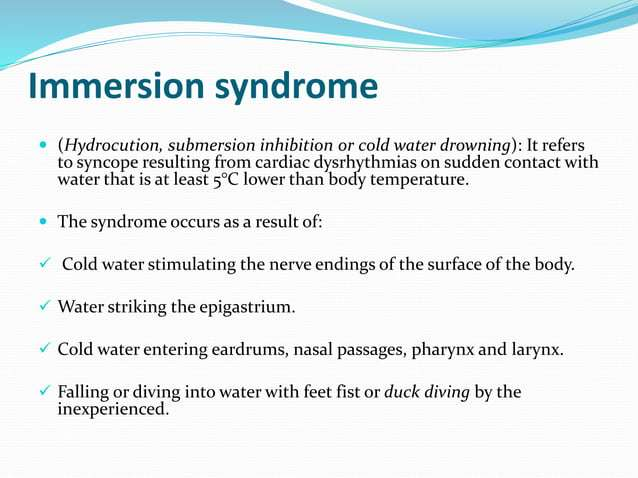 Immersion syndrome
(Hydrocution, submersion inhibition or cold water drowning): It refers
to syncope resulting from cardiac dysrhythmias on sudden contact with
water that is at least 5°C lower than body temperature.
The syndrome occurs as a result of:
Cold water stimulating the nerve endings of the surface of the body.
Water striking the epigastrium.
Cold water entering eardrums, nasal passages, pharynx and larynx.
Falling or diving into water with feet fist or duck diving by the
inexperienced.